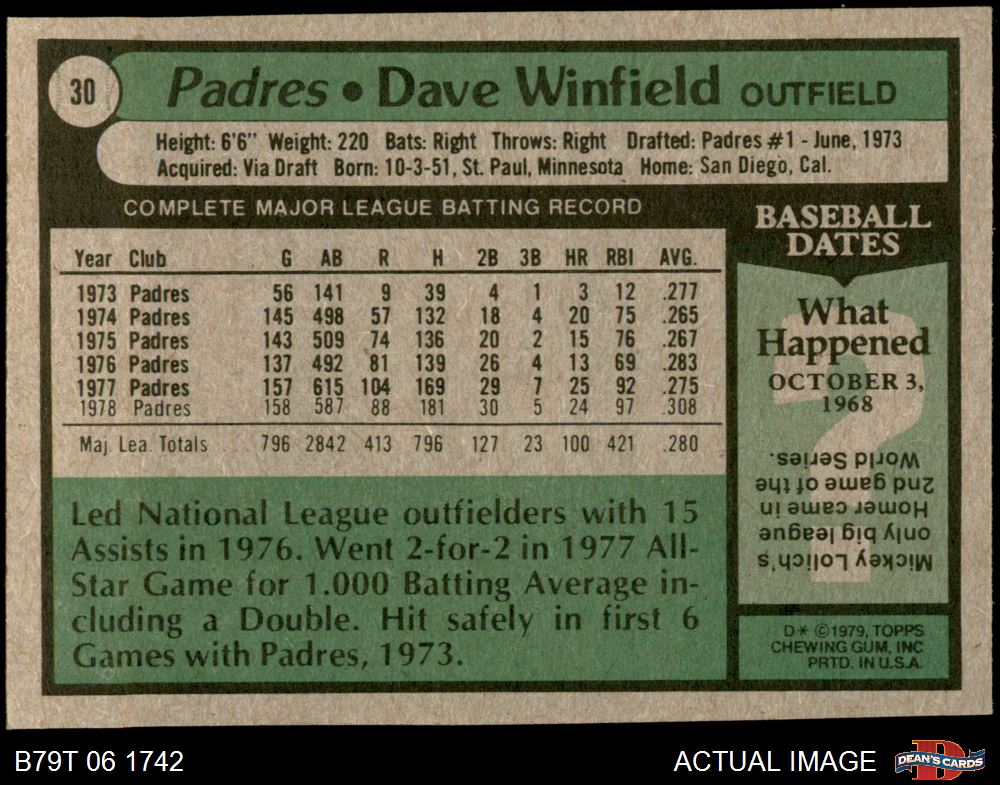 30
Padres • Dave Winfield OUTFIELD
Height: 6'6" Weight: 220 Bats: Right Throws: Right Drafted: Padres #1 - June, 1973
Acquired: Via Draft Born: 10-3-51, St. Paul, Minnesota Home: San Diego, Cal.
COMPLETE MAJOR LEAGUE BATTING RECORD
Year Club G AB R H 2B 3B HR RBI AVG.
1973 Padres 56 141 9 39 4 1 3 12 .277
1974 Padres 145 498 57 132 18 4 20 75 .265
1975 Padres 143 509 74 136 20 2 15 76 .267
1976 Padres 137 492 81 139 26 4 13 69 .283
1977 Padres 157 615 104 169 29 7 25 92 .275
1978 Padres 158 587 88 181 30 5 24 97 .308
Maj. Lea. Totals 796 2842 413 796 127 23 100 421 .280
Led National League outfielders with 15
Assists in 1976. Went 2-for-2 in 1977 All-
Star Game for 1.000 Batting Average in-
cluding a Double. Hit safely in first 6
Games with Padres, 1973.
BASEBALL
DATES
What
Happened
OCTOBER 3,
1968
?
Mickey Lolich's
only big league
Homer came in
2nd game of the
World Series.
D* ©1979, TOPPS
CHEWING GUM, INC
PRTD. IN U.S.A.
B79T 06 1742
ACTUAL IMAGE
D
DEAN'S CARDS